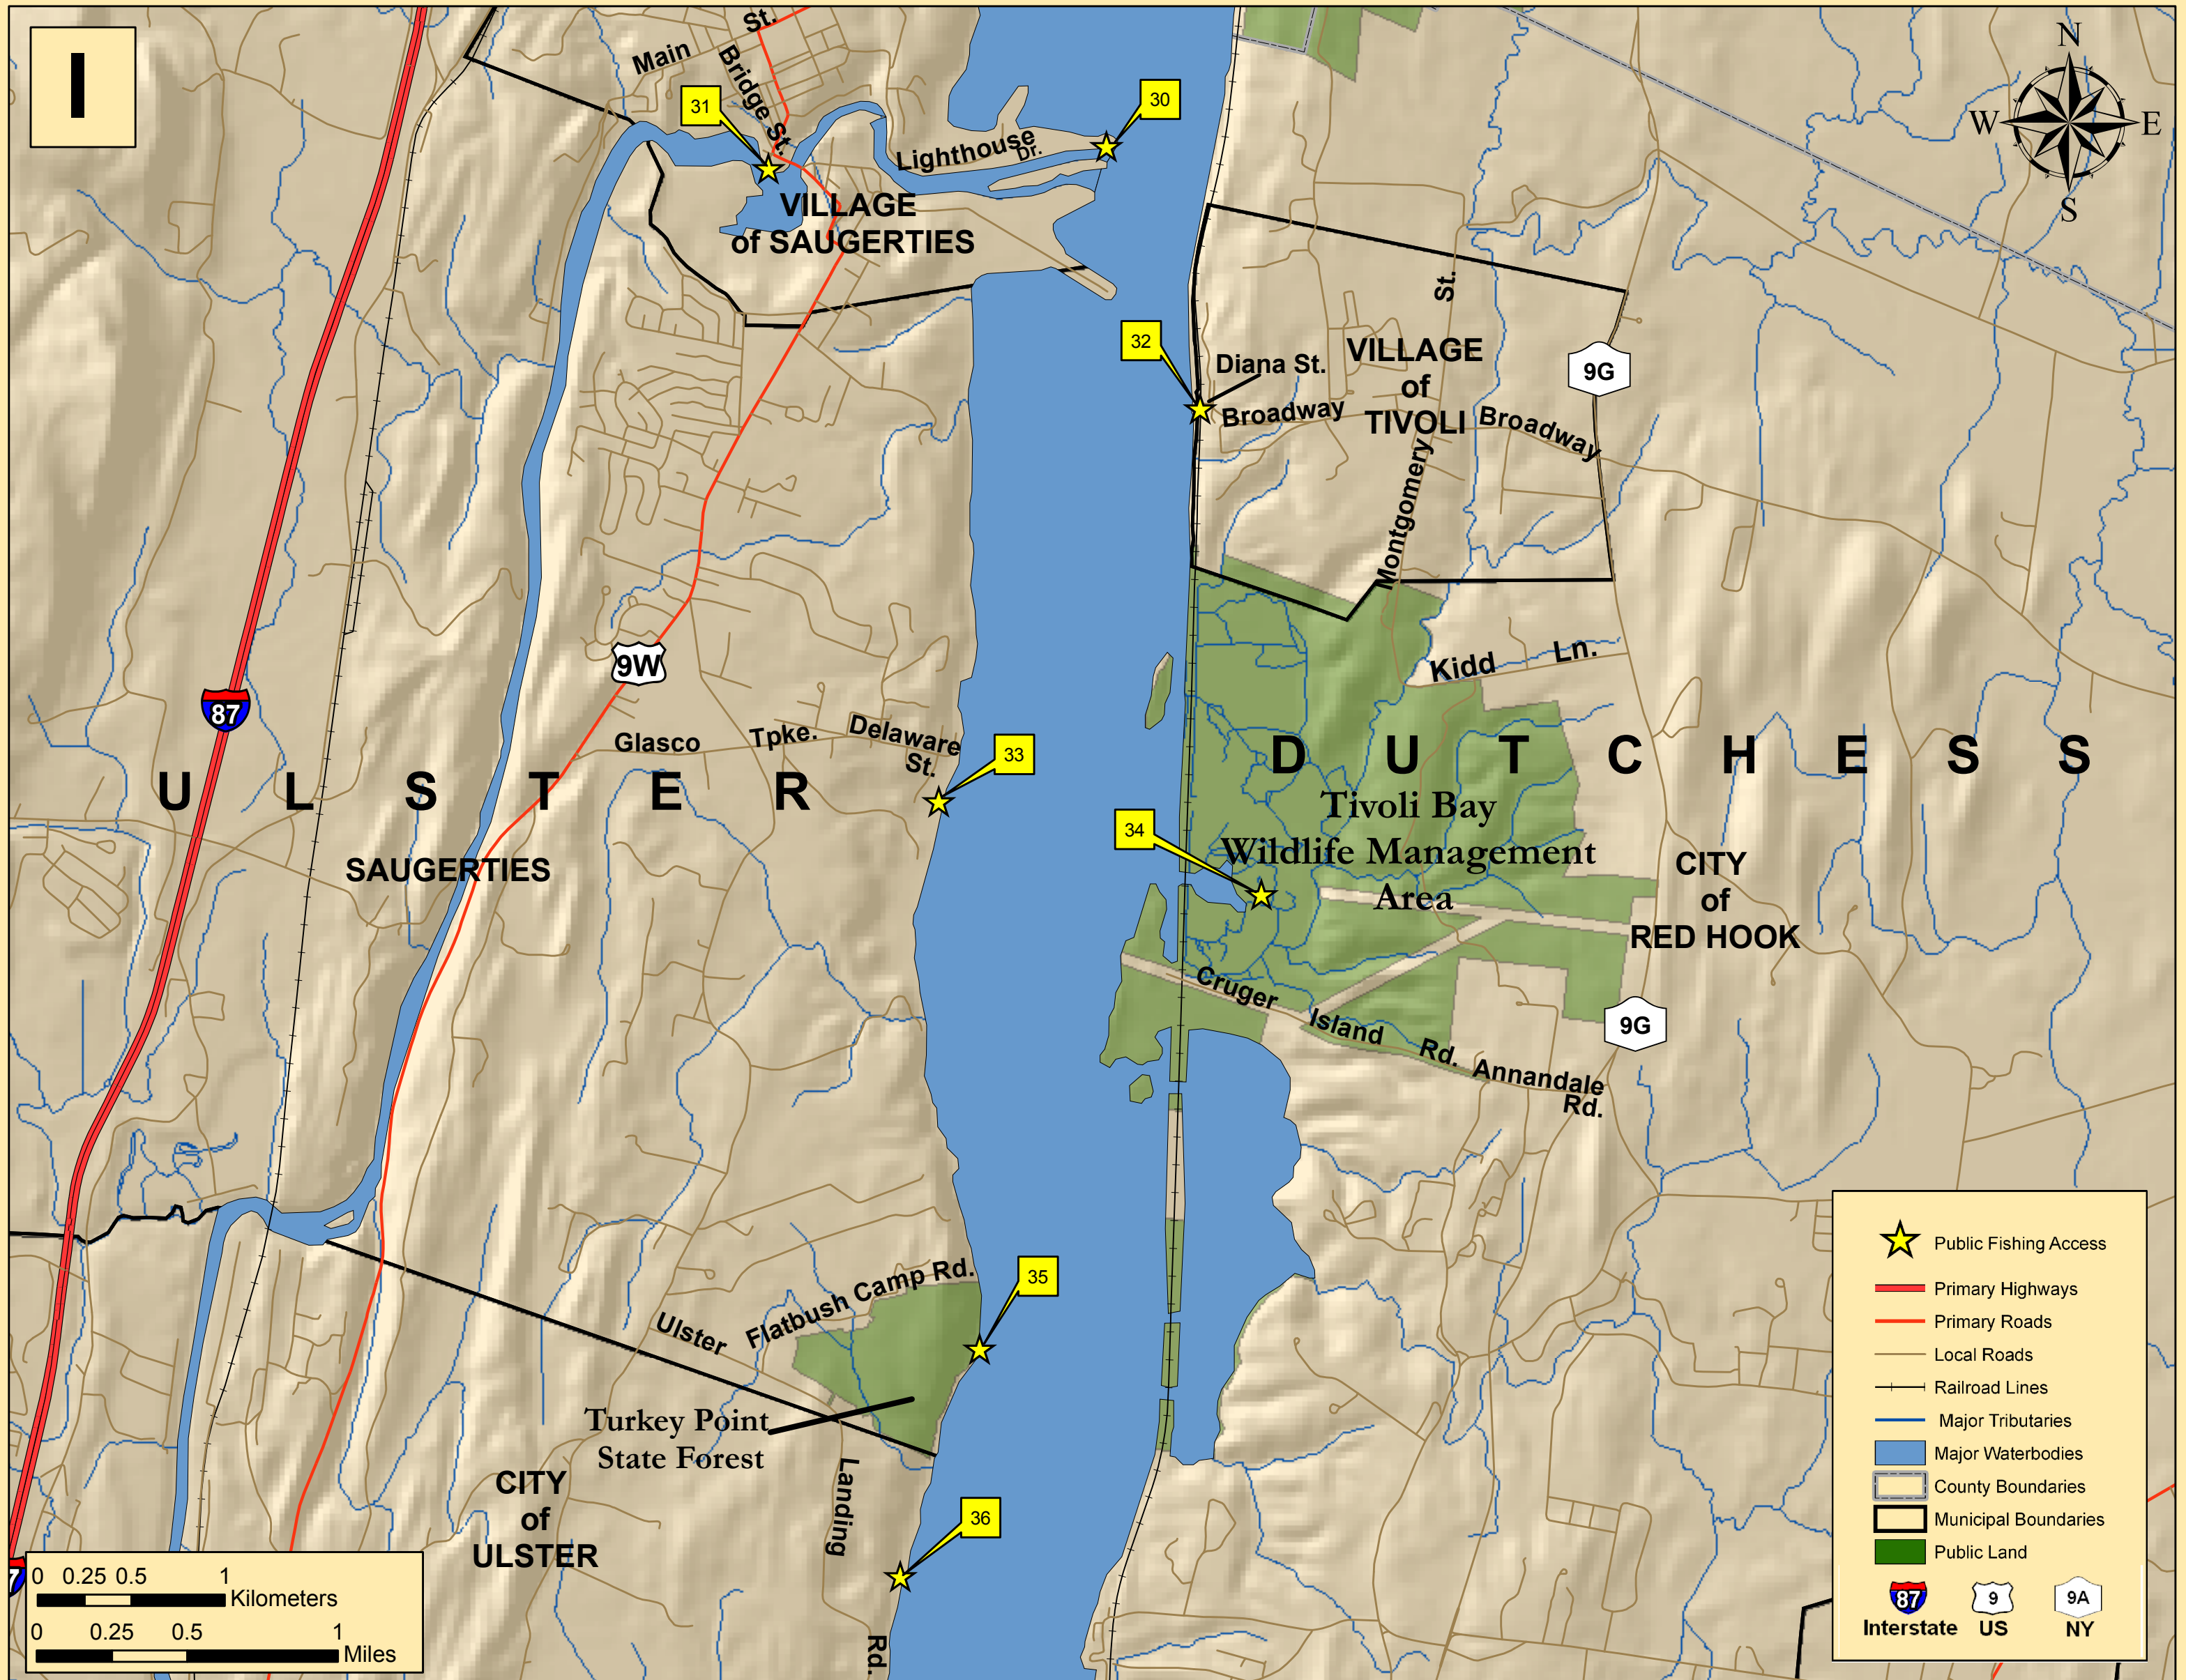 I
St.
Main
Bridge St.
N
W
E
S
31
30
Lighthouse
Dr.
VILLAGE
of SAUGERTIES
St.
32
Diana St.
VILLAGE
of
TIVOLI
9G
Broadway
Broadway
Montgomery
9W
Kidd Ln.
87
Glasco Tpke.
Delaware
St.
33
ULSTER
DUTCHESS
Tivoli Bay
Wildlife Management
Area
34
SAUGERTIES
CITY
of
RED HOOK
Cruger Island Rd.
9G
Annandale
Rd.
Flatbush Camp Rd.
35
Ulster
Turkey Point
State Forest
Landing
Rd.
CITY
of
ULSTER
36
7
0 0.25 0.5 1
Kilometers
0 0.25 0.5 1
Miles
Public Fishing Access
Primary Highways
Primary Roads
Local Roads
Railroad Lines
Major Tributaries
Major Waterbodies
County Boundaries
Municipal Boundaries
Public Land
87 9 9A
Interstate US NY